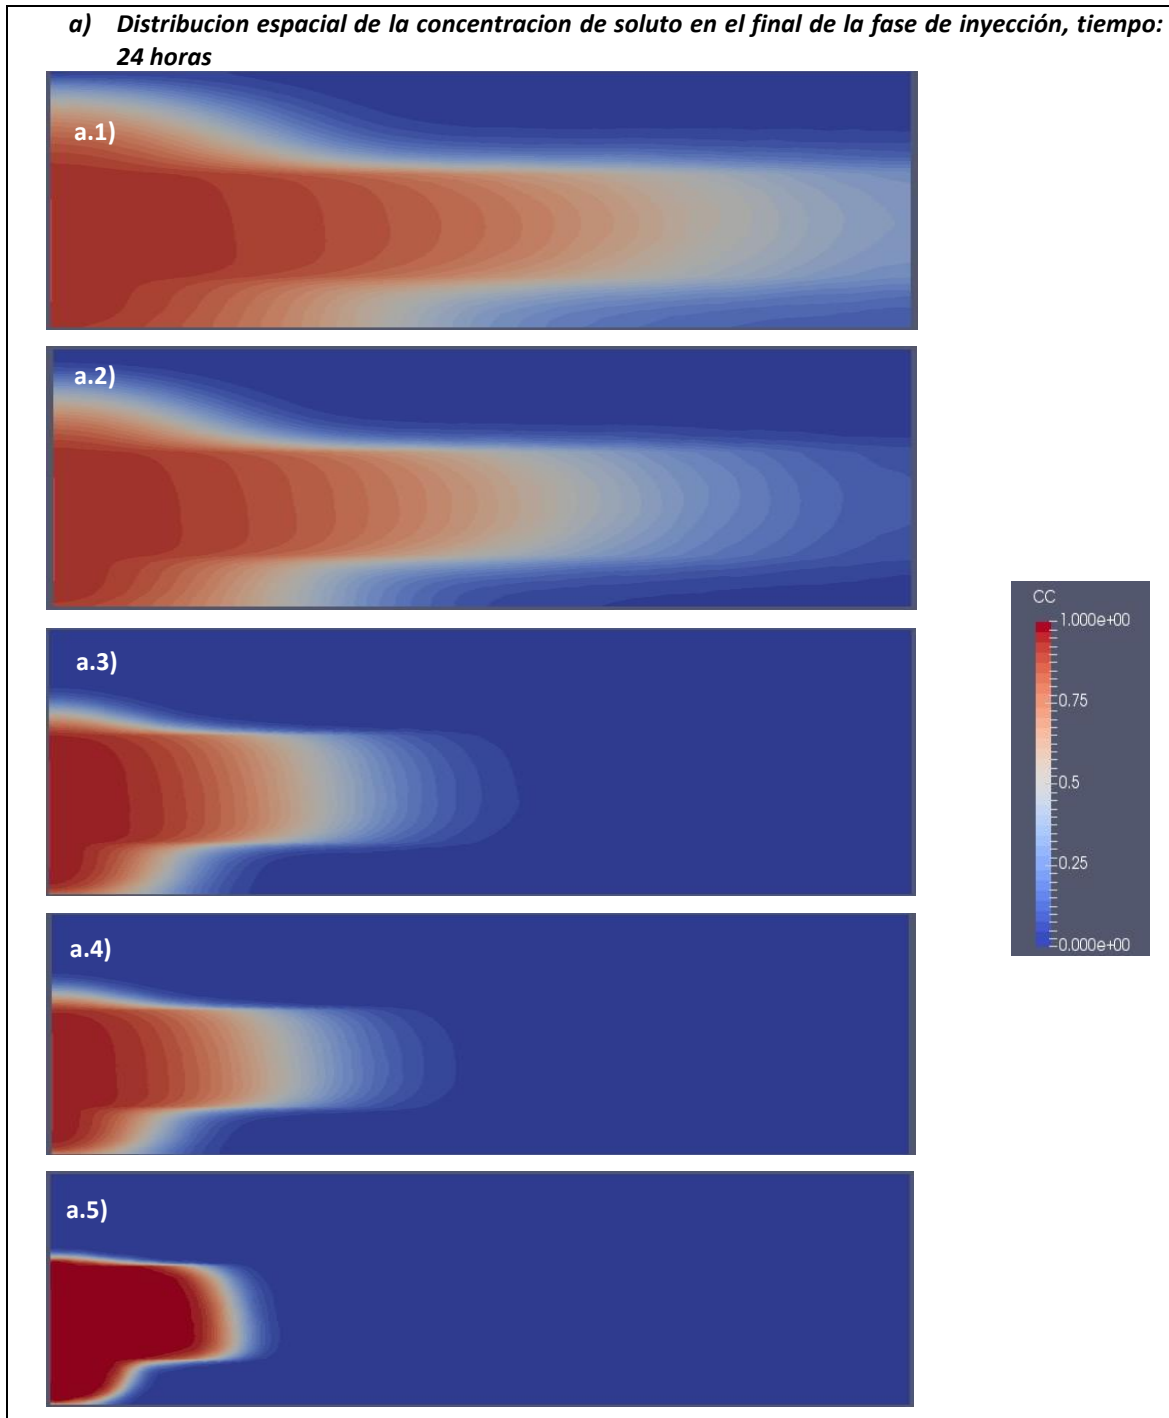 a) Distribucion espacial de la concentracion de soluto en el final de la fase de inyección, tiempo:
24 horas
a.1)
a.2)
a.3)
a.4)
a.5)
CC
1.000e+00
0.75
0.5
0.25
0.000e+00